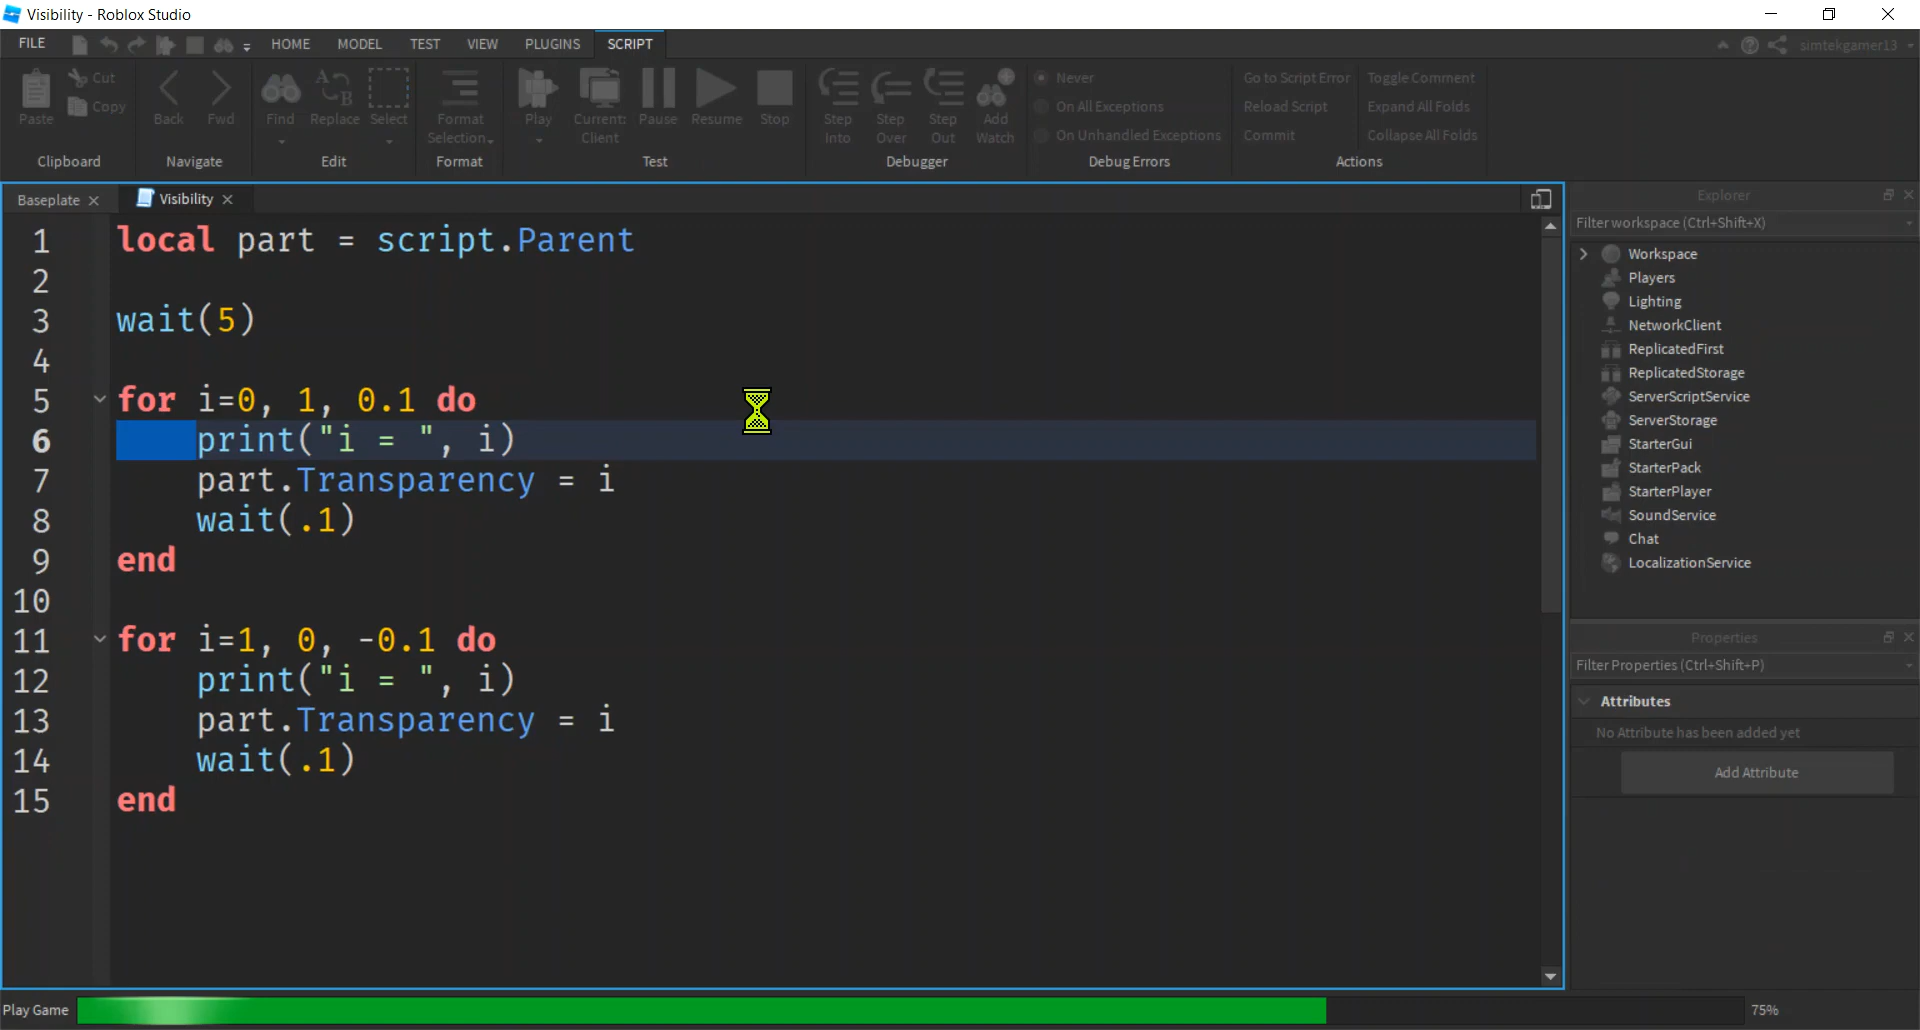 Visibility - Roblox Studio
FILE HOME MODEL TEST VIEW PLUGINS SCRIPT simtekgamer13
Paste Cut Copy Back Fwd Find Replace Select Format Selection Play Current: Client Pause Resume Stop Step Into Step Over Step Out Add Watch
Never Go to Script Error Toggle Comment
On All Exceptions Reload Script Expand All Folds
On Unhandled Exceptions Commit Collapse All Folds
Clipboard Navigate Edit Format Test Debugger Debug Errors Actions
Baseplate Visibility
1 local part = script.Parent
2
3 wait(5)
4
5 for i=0, 1, 0.1 do
6 print("i = ", i)
7 part.Transparency = i
8 wait(.1)
9 end
10
11 for i=1, 0, -0.1 do
12 print("i = ", i)
13 part.Transparency = i
14 wait(.1)
15 end
Explorer
Filter workspace (Ctrl+Shift+X)
Workspace
Players
Lighting
NetworkClient
ReplicatedFirst
ReplicatedStorage
ServerScriptService
ServerStorage
StarterGui
StarterPack
StarterPlayer
SoundService
Chat
LocalizationService
Properties
Filter Properties (Ctrl+Shift+P)
Attributes
No Attribute has been added yet
Add Attribute
Play Game 75%